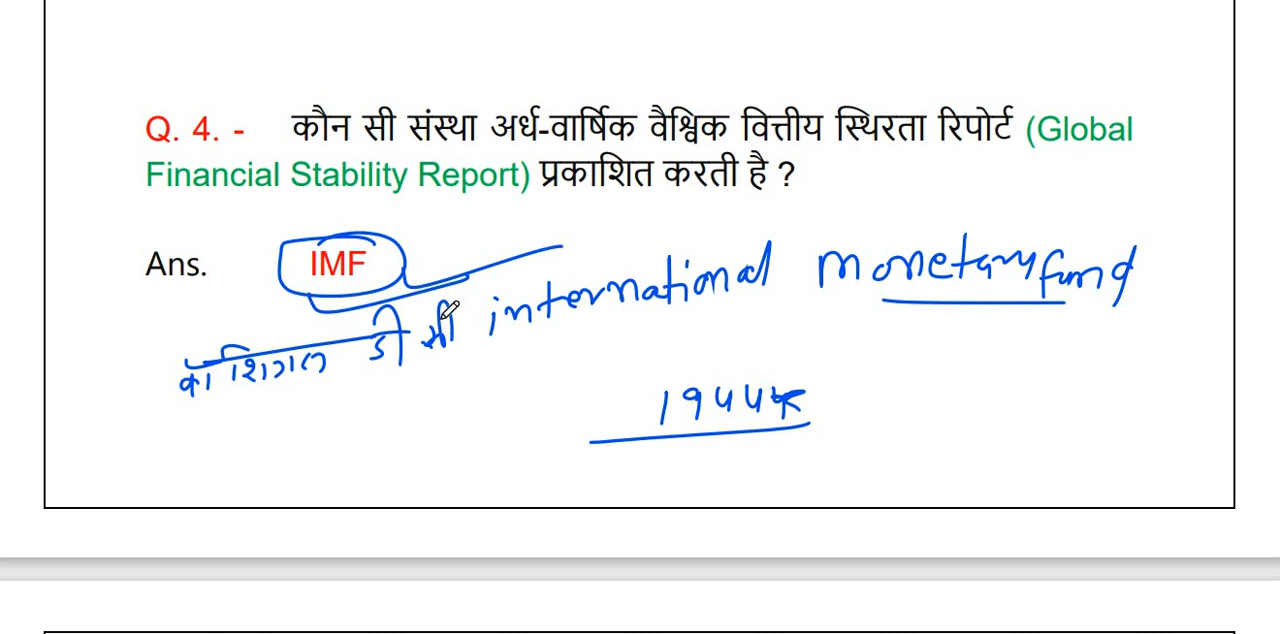 Q. 4. - कौन सी संस्था अर्ध-वार्षिक वैश्विक वित्तीय स्थिरता रिपोर्ट (Global
Financial Stability Report) प्रकाशित करती है ?
Ans. IMF
international monetary fund
डी सी
1944